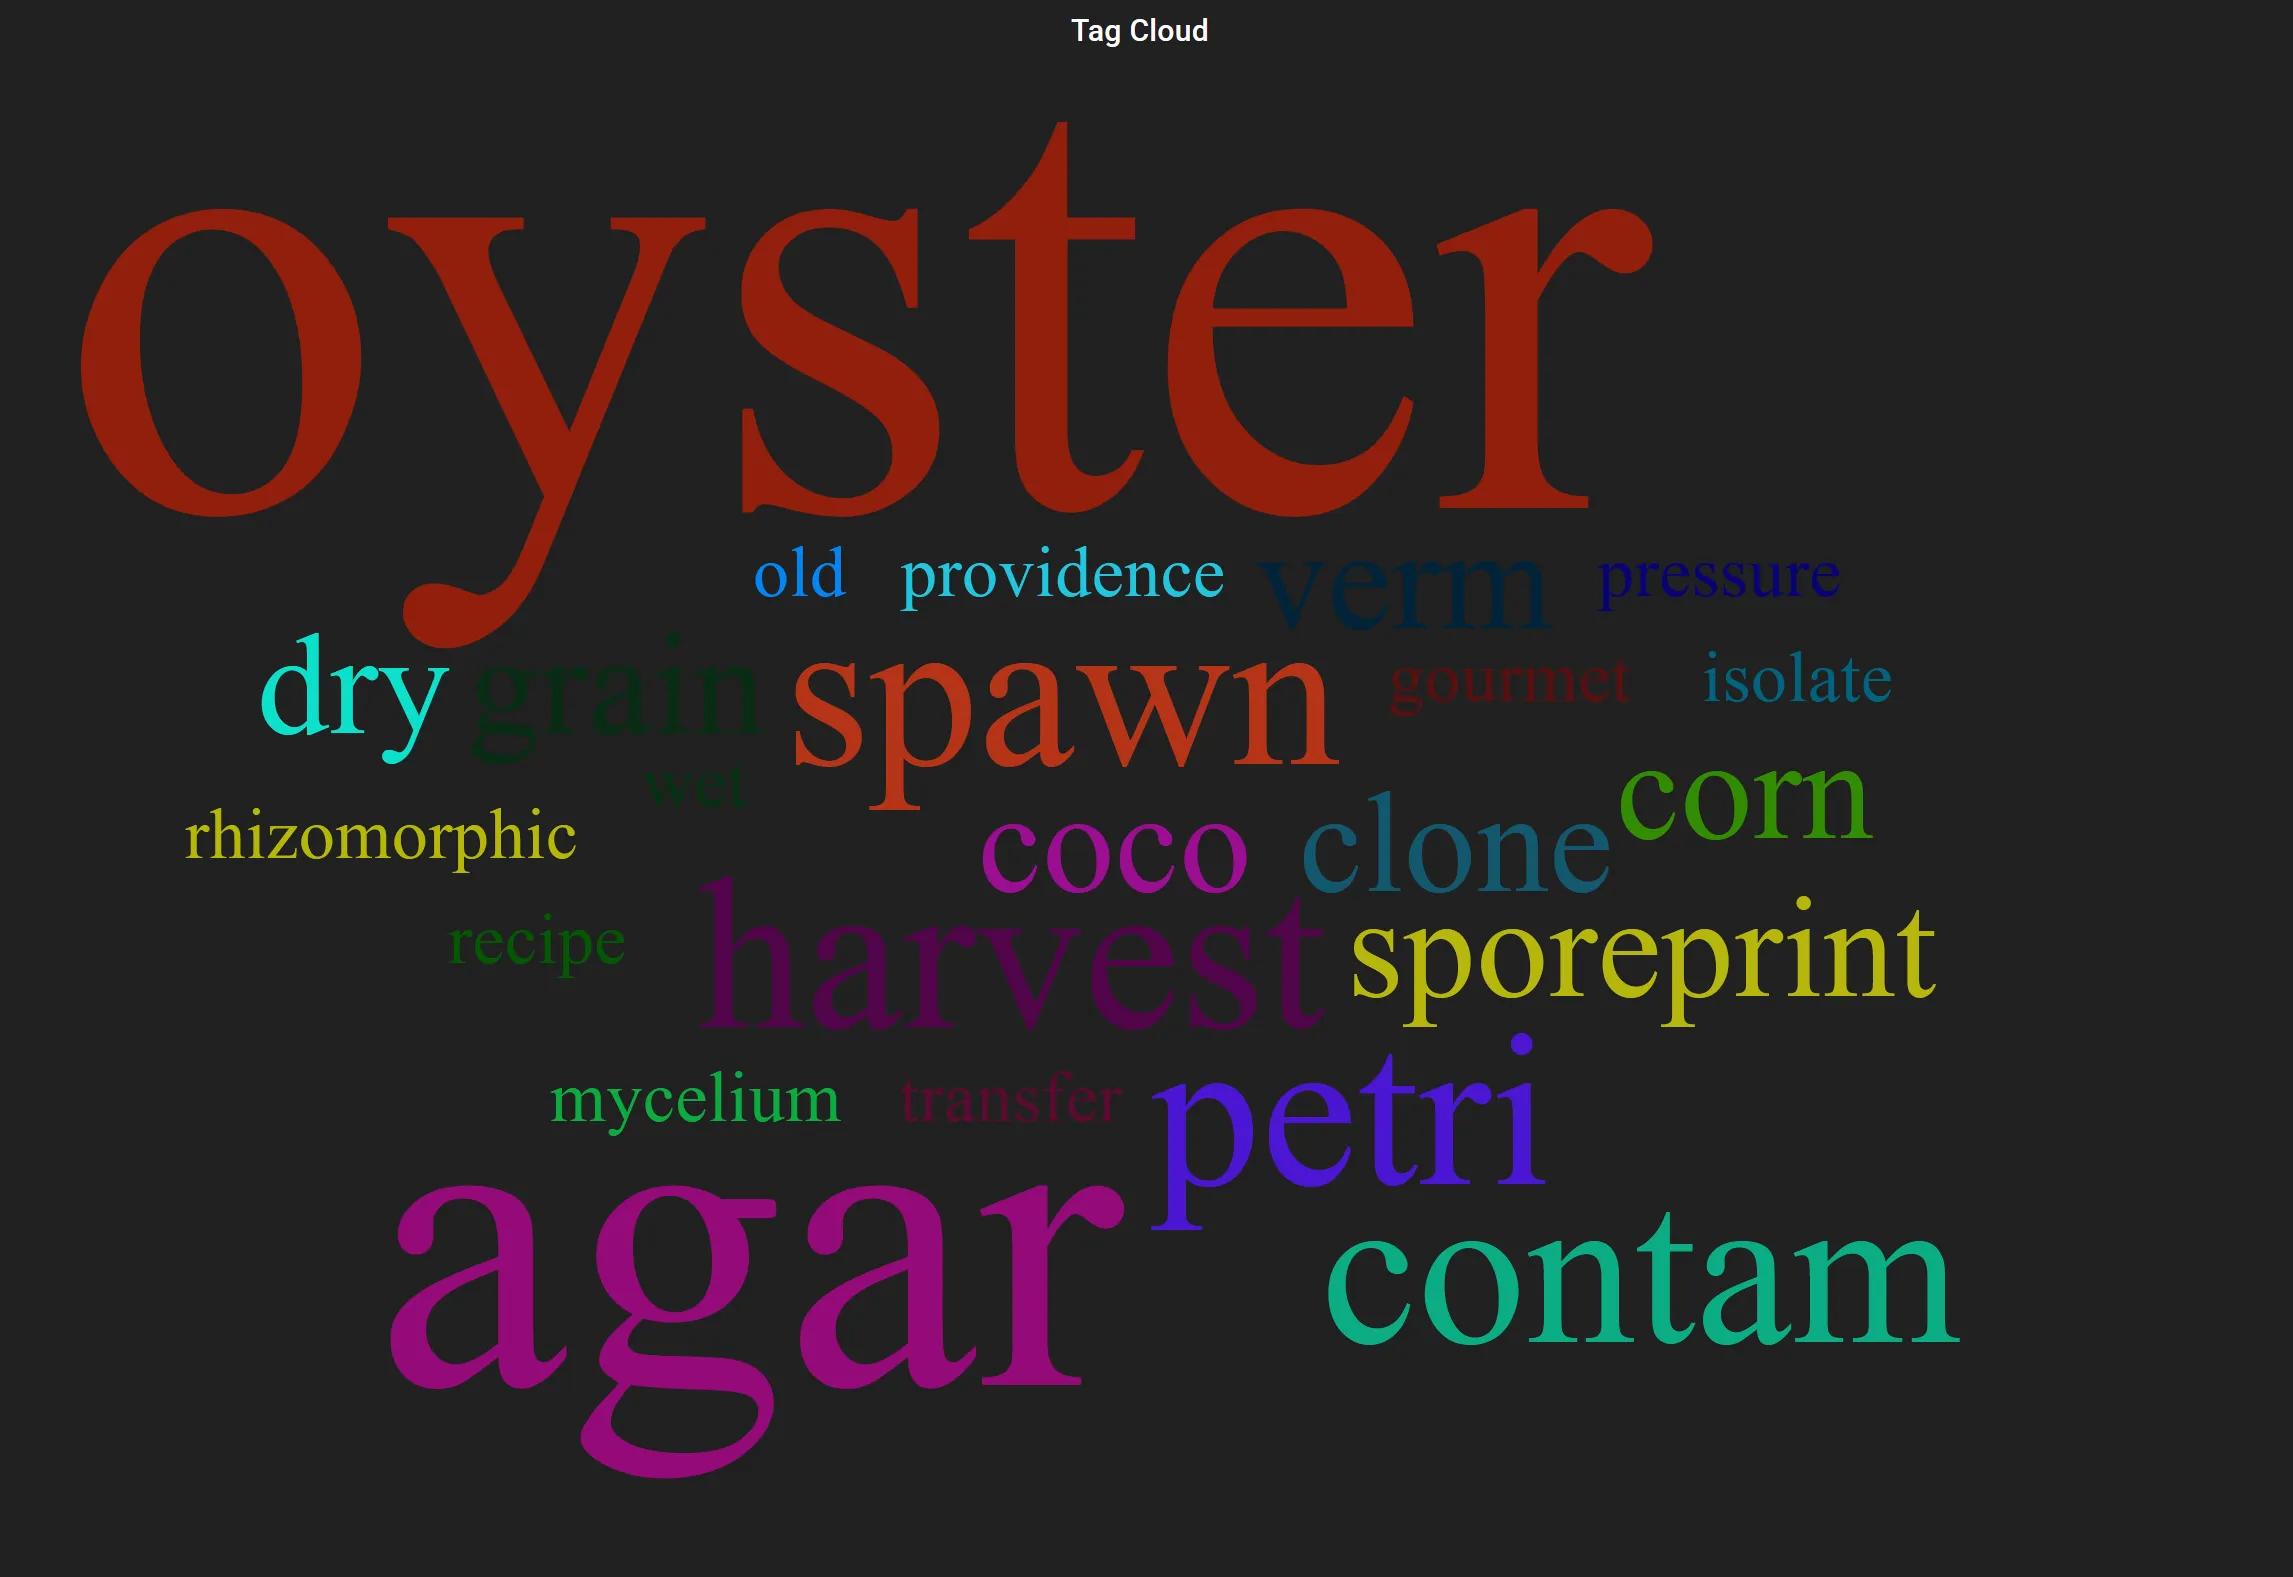 Tag Cloud
oyster
old providence verm pressure
dry grain spawn gourmet isolate
wet
rhizomorphic coco clone corn
recipe harvest sporeprint
mycelium transfer petri
agar contam